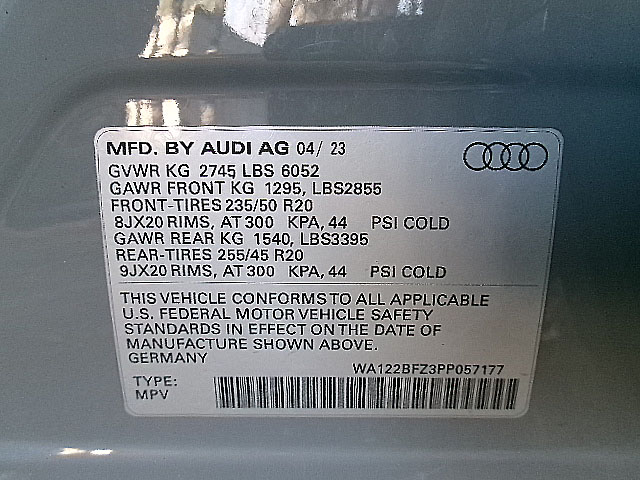 MFD. BY AUDI AG 04/ 23
GVWR KG 2745 LBS 6052
GAWR FRONT KG 1295, LBS2855
FRONT-TIRES 235/50 R20
8JX20 RIMS, AT 300 KPA, 44 PSI COLD
GAWR REAR KG 1540, LBS3395
REAR-TIRES 255/45 R20
9JX20 RIMS, AT 300 KPA, 44 PSI COLD
THIS VEHICLE CONFORMS TO ALL APPLICABLE
U.S. FEDERAL MOTOR VEHICLE SAFETY
STANDARDS IN EFFECT ON THE DATE OF
MANUFACTURE SHOWN ABOVE.
GERMANY
WA122BFZ3PP057177
TYPE:
MPV